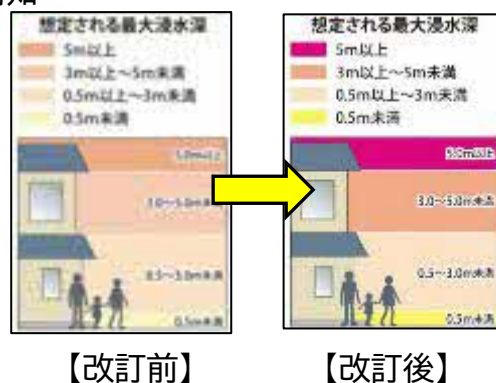 想定される最大浸水深
5m以上
3m以上～5m未満
0.5m以上～3m未満
0.5m未満
5.0m以上
3.0～5.0m未満
0.5～3.0m未満
0.5m未満
【改訂前】
想定される最大浸水深
5m以上
3m以上～5m未満
0.5m以上～3m未満
0.5m未満
5.0m以上
3.0～5.0m未満
0.5～3.0m未満
0.5m未満
【改訂後】